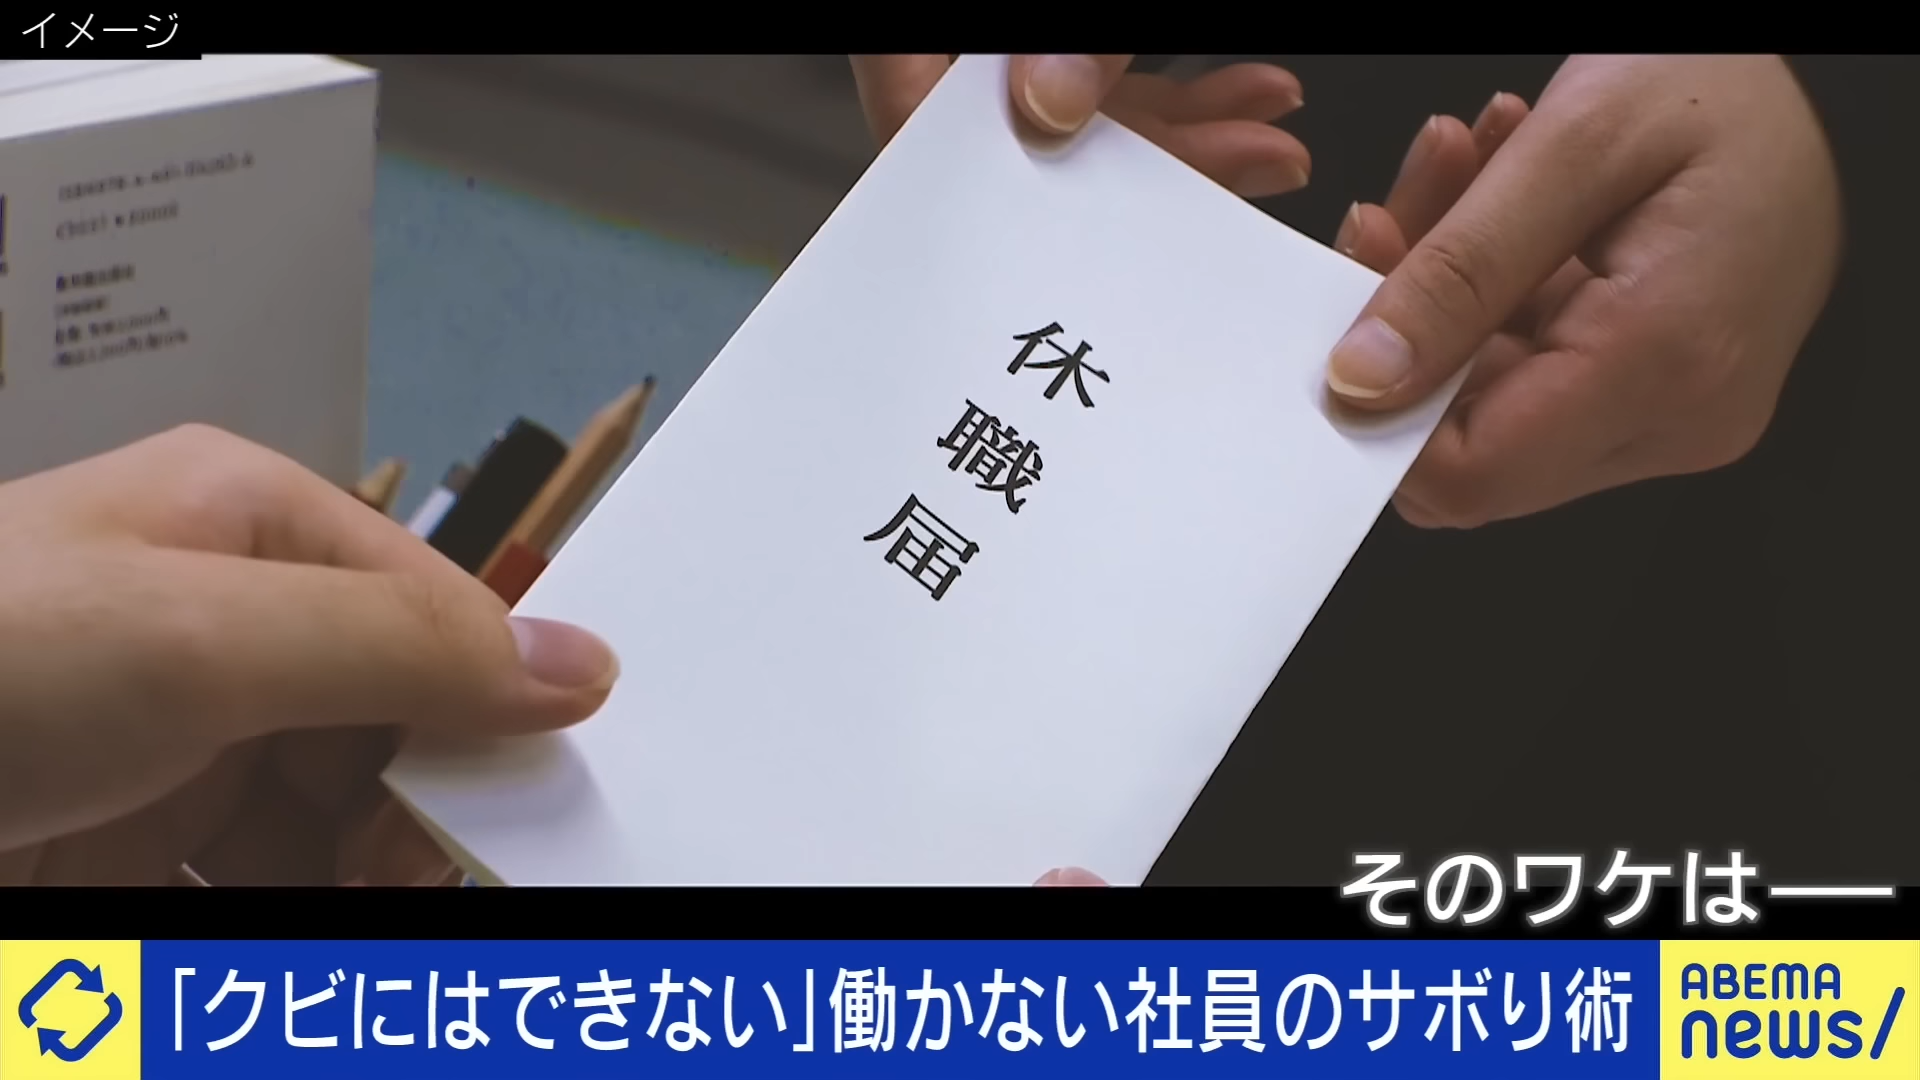 イメージ
休職届
そのワケは──
「クビにはできない」働かない社員のサボり術
ABEMA
news/